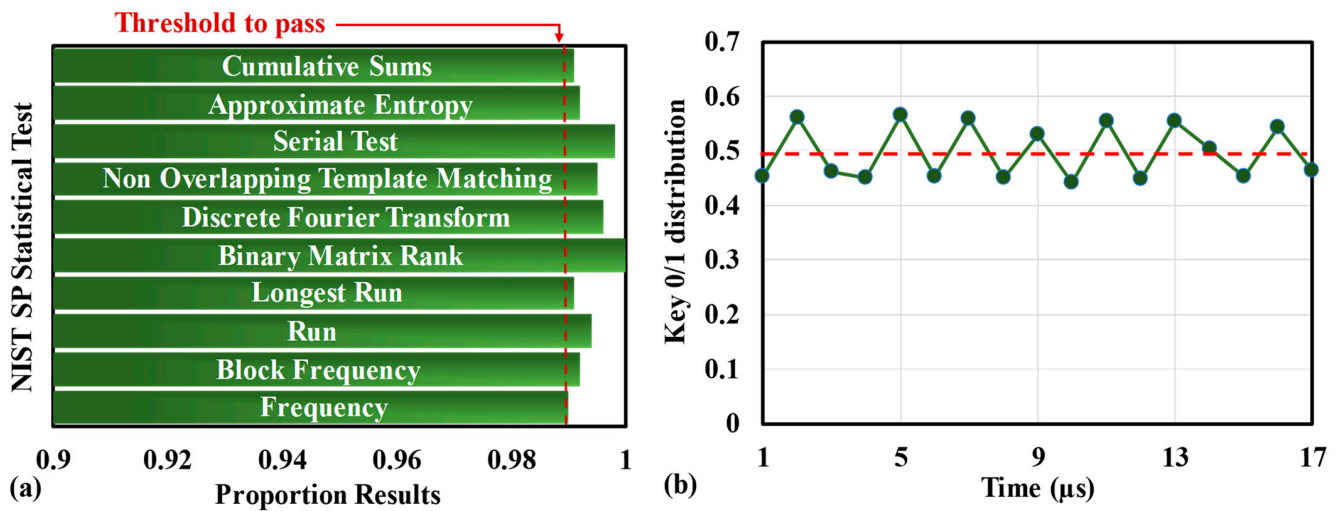 Threshold to pass
NIST SP Statistical Test
Cumulative Sums
Approximate Entropy
Serial Test
Non Overlapping Template Matching
Discrete Fourier Transform
Binary Matrix Rank
Longest Run
Run
Block Frequency
Frequency
0.9 0.92 0.94 0.96 0.98 1
Proportion Results
(a)
Key 0/1 distribution
0.7
0.6
0.5
0.4
0.3
0.2
0.1
0
1 5 9 13 17
Time (µs)
(b)